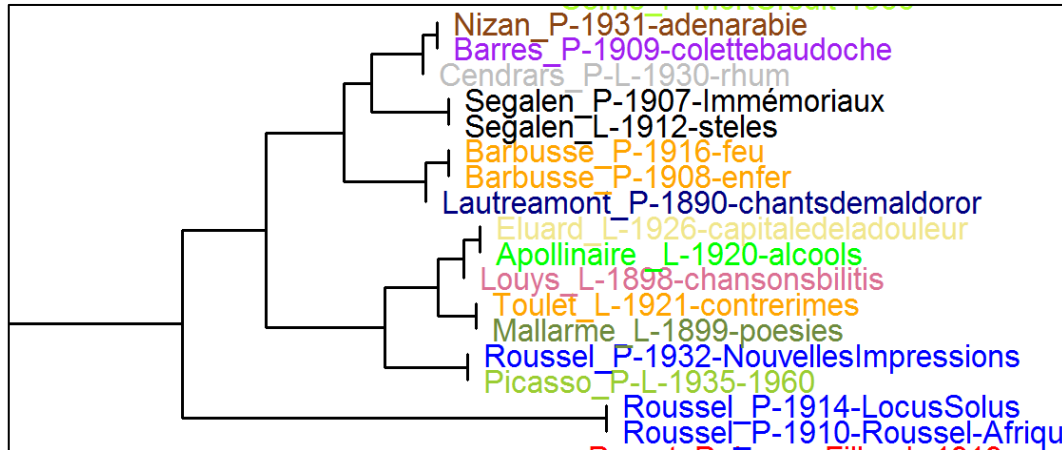 Nizan_P-1931-adenarabie
Barres_P-1909-colettebaudoche
Cendrars_P-L-1930-rhum
Segalen_P-1907-Immémoriaux
Segalen_L-1912-steles
Barbusse_P-1916-feu
Barbusse_P-1908-enfer
Lautreamont_P-1890-chantsdemaldoror
Eluard_L-1926-capitaledeladouleur
Apollinaire_L-1920-alcools
Louys_L-1898-chansonsbilitis
Toulet_L-1921-contrerimes
Mallarme_L-1899-poesies
Roussel_P-1932-NouvellesImpressions
Picasso_P-L-1935-1960
Roussel_P-1914-LocusSolus
Roussel_P-1910-Roussel-Afriqu